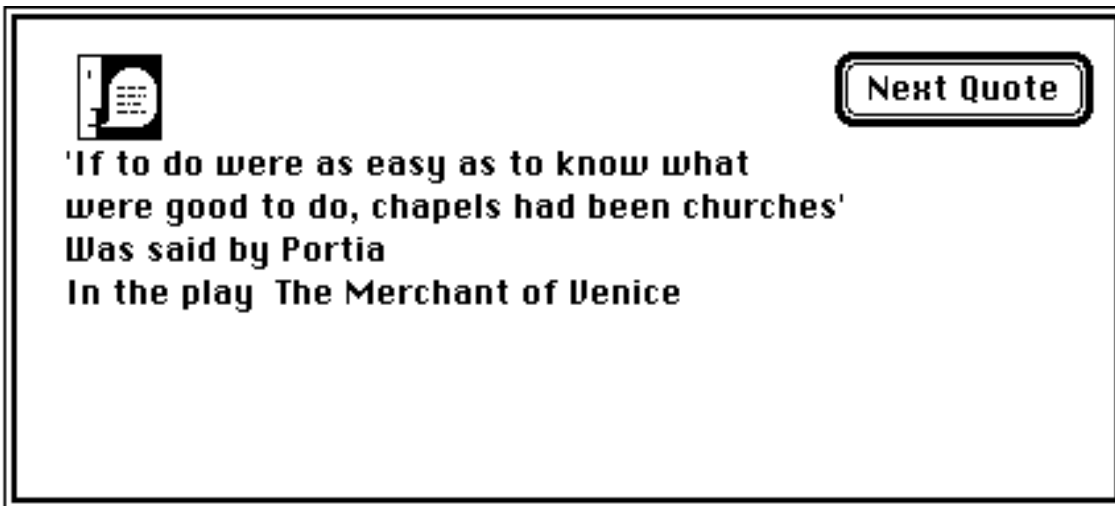 Next Quote
'If to do were as easy as to know what
were good to do, chapels had been churches'
Was said by Portia
In the play  The Merchant of Venice